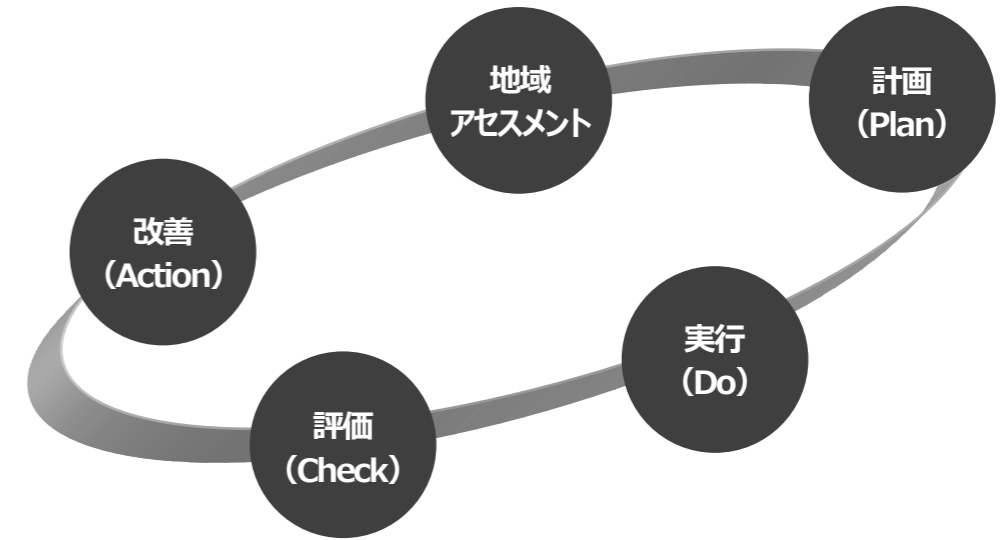 地域
アセスメント
計画
（Plan）
実行
（Do）
評価
（Check）
改善
（Action）